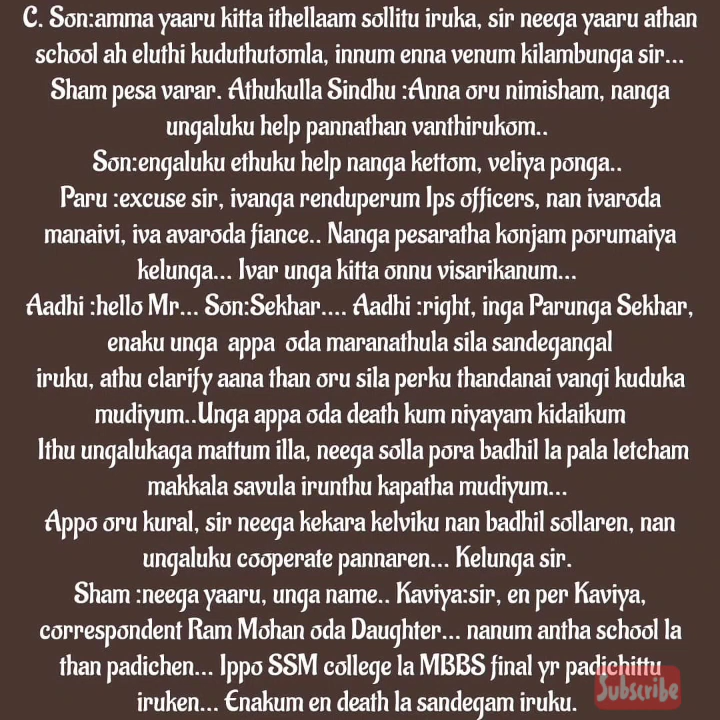 C. Son:amma yaaru kitta ithellaam sollitu iruka, sir neega yaaru athan
school ah eluthi kuduthutomla, innum enna venum kilambunga sir...
Sham pesa varar. Athukulla Sindhu :Anna oru nimisham, nanga
ungaluku help pannathan vanthirukom..
Son:engaluku ethuku help nanga kettom, veliya ponga..
Paru :excuse sir, ivanga renduperum Ips officers, nan ivaroda
manaivi, iva avaroda fiance.. Nanga pesaratha konjam porumaiya
kelunga... Ivar unga kitta onnu visarikanum...
Aadhi :hello Mr... Son:Sekhar.... Aadhi :right, inga Parunga Sekhar,
enaku unga appa oda maranathula sila sandegangal
iruku, athu clarify aana than oru sila perku thandanai vangi kuduka
mudiyum..Unga appa oda death kum niyayam kidaikum
Ithu ungalukaga mattum illa, neega solla pora badhil la pala letcham
makkala savula irunthu kapatha mudiyum...
Appo oru kural, sir neega kekara kelviku nan badhil sollaren, nan
ungaluku cooperate pannaren... Kelunga sir.
Sham :neega yaaru, unga name.. Kaviya:sir, en per Kaviya,
correspondent Ram Mohan oda Daughter... nanum antha school la
than padichen... Ippo SSM college la MBBS final yr padichittu
iruken... Enakum en death la sandegam iruku.
Subscribe